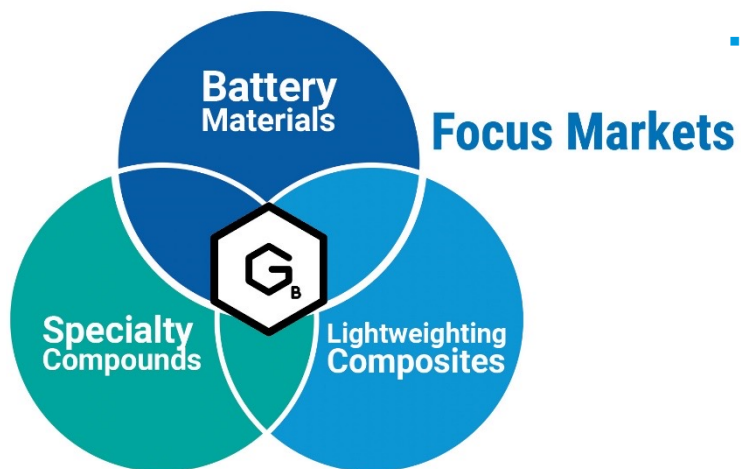 Battery
Materials
Focus Markets
G
B
Specialty
Compounds
Lightweighting
Composites